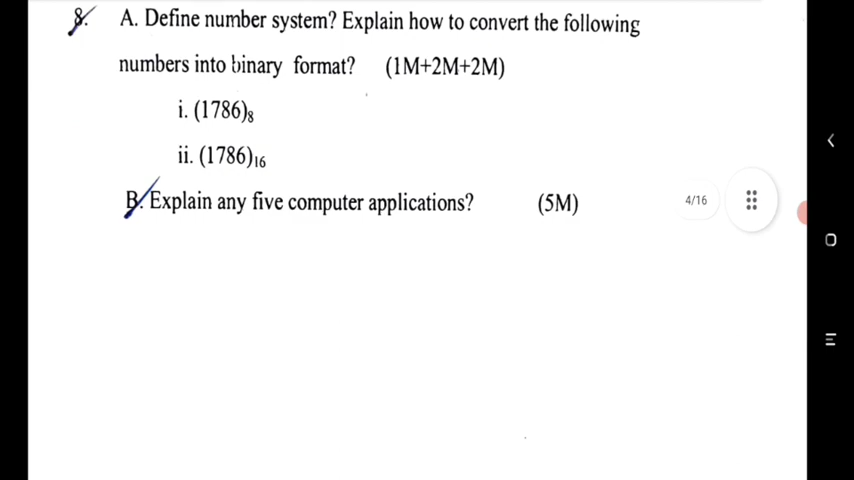 8. A. Define number system? Explain how to convert the following
numbers into binary format? (1M+2M+2M)
i. (1786)₈
ii. (1786)₁₆
B. Explain any five computer applications? (5M)
4/16